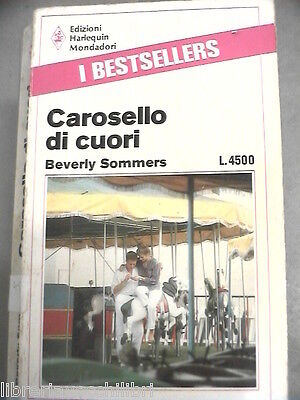 Edizioni
Harlequin
Mondadori
I BESTSELLERS
Carosello
di cuori
Beverly Sommers
L.4500